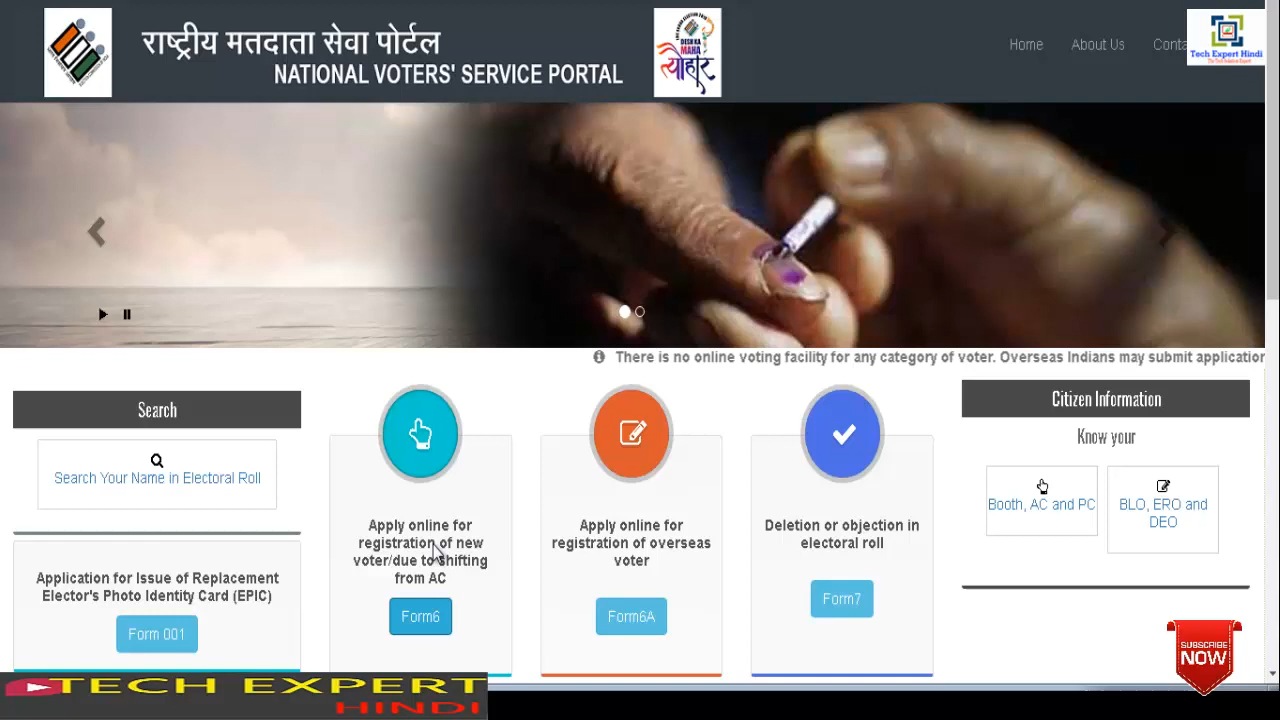 राष्ट्रीय मतदाता सेवा पोर्टल
NATIONAL VOTERS' SERVICE PORTAL
DESH KA
MAHA
त्यौहार
Home About Us Conta
Tech Expert Hindi
There is no online voting facility for any category of voter. Overseas Indians may submit application
Search
Search Your Name in Electoral Roll
Application for Issue of Replacement
Elector's Photo Identity Card (EPIC)
Form 001
Apply online for
registration of new
voter/due to shifting
from AC
Form6
Apply online for
registration of overseas
voter
Form6A
Deletion or objection in
electoral roll
Form7
Citizen Information
Know your
Booth, AC and PC
BLO, ERO and
DEO
SUBSCRIBE
NOW
TECH EXPERT
HINDI